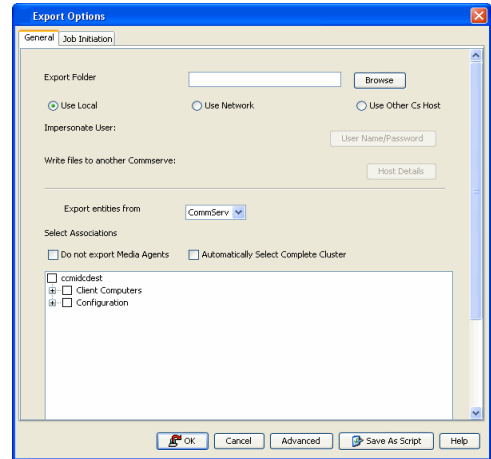 Export Options
General Job Initiation
Export Folder Browse
Use Local Use Network Use Other Cs Host
Impersonate User:
User Name/Password
Write files to another Commserve:
Host Details
Export entities from CommServ
Select Associations
Do not export Media Agents Automatically Select Complete Cluster
ccmidcdest
Client Computers
Configuration
OK Cancel Advanced Save As Script Help